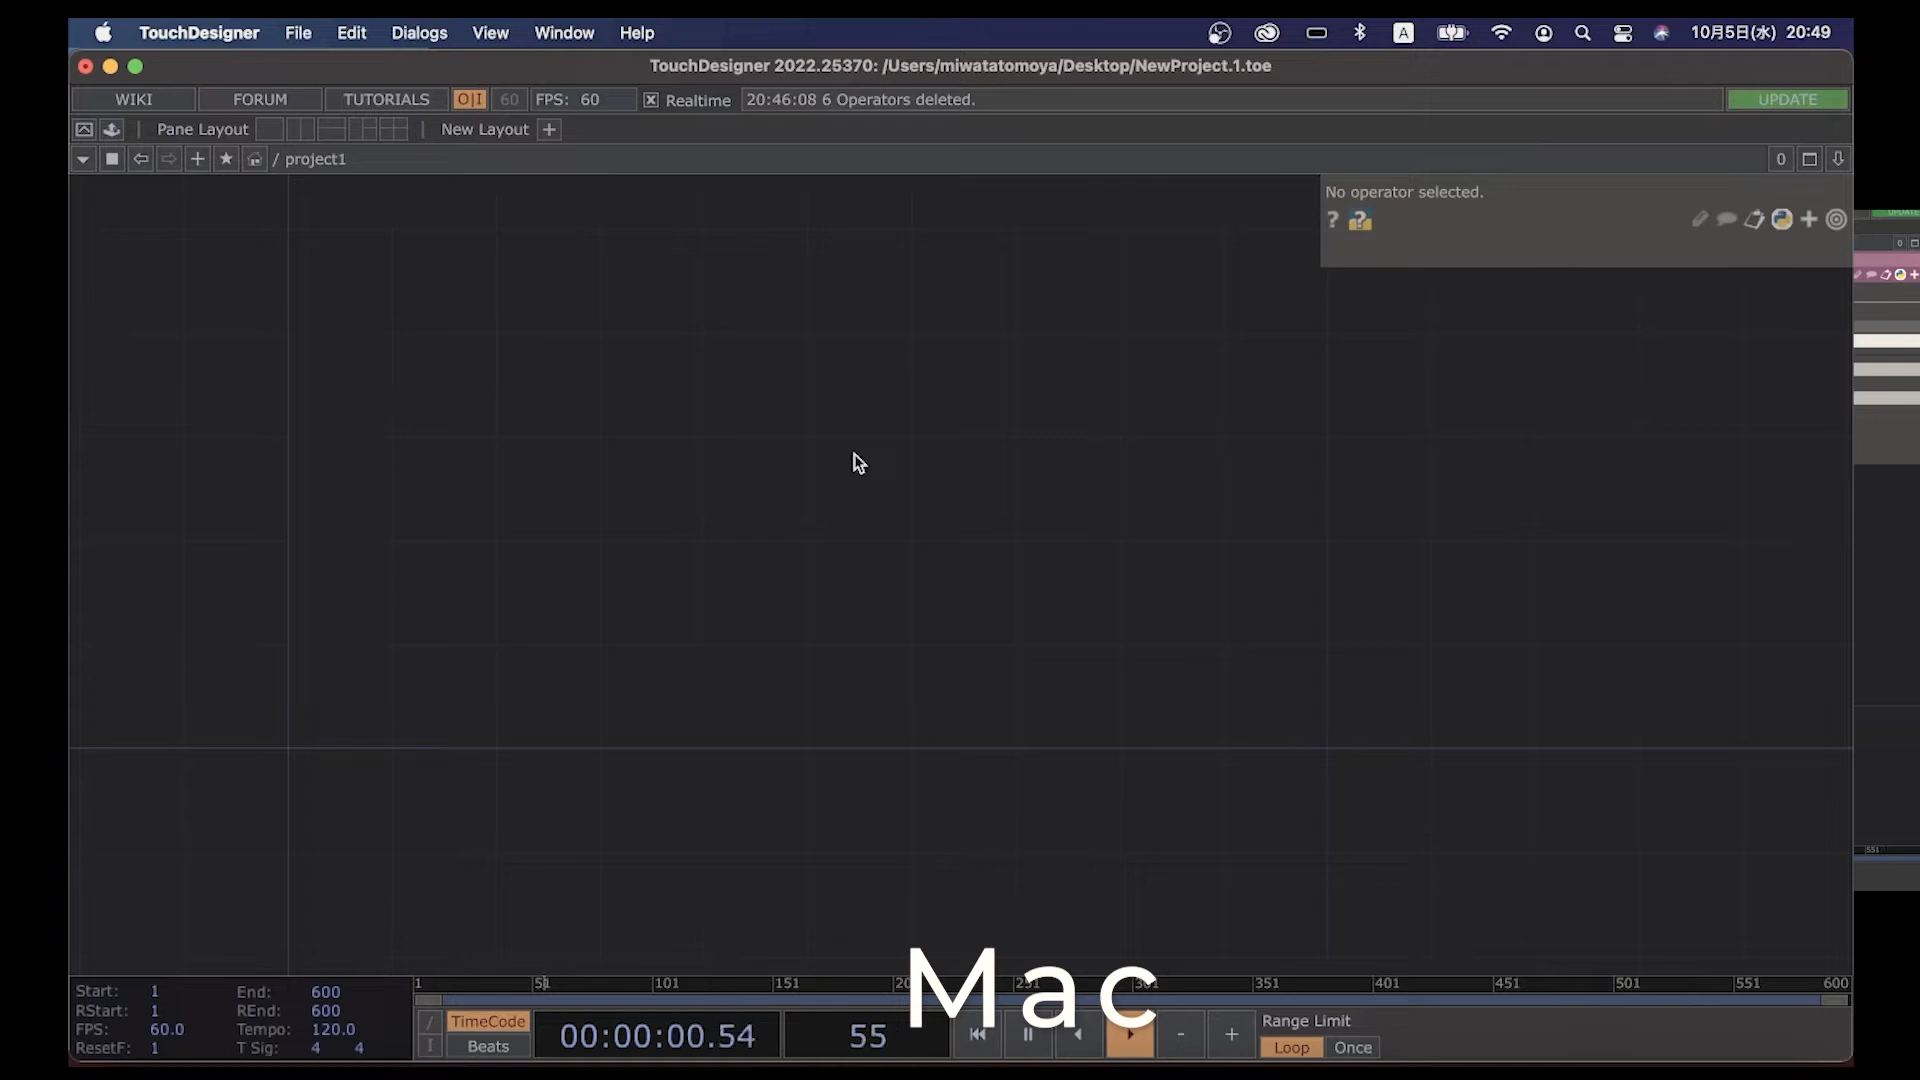 TouchDesigner File Edit Dialogs View Window Help A 10月5日(水) 20:49
TouchDesigner 2022.25370: /Users/miwatatomoya/Desktop/NewProject.1.toe
WIKI FORUM TUTORIALS O|I 60 FPS: 60 Realtime 20:46:08 6 Operators deleted. UPDATE
Pane Layout New Layout +
/ project1 0
No operator selected.
Mac
1 51 101 151 251 351 401 451 501 551 600
Start: 1 End: 600
RStart: 1 REnd: 600
FPS: 60.0 Tempo: 120.0
ResetF: 1 T Sig: 4 4
TimeCode
Beats
00:00:00.54 55
- +
Range Limit
Loop Once
UPDATE
0
551